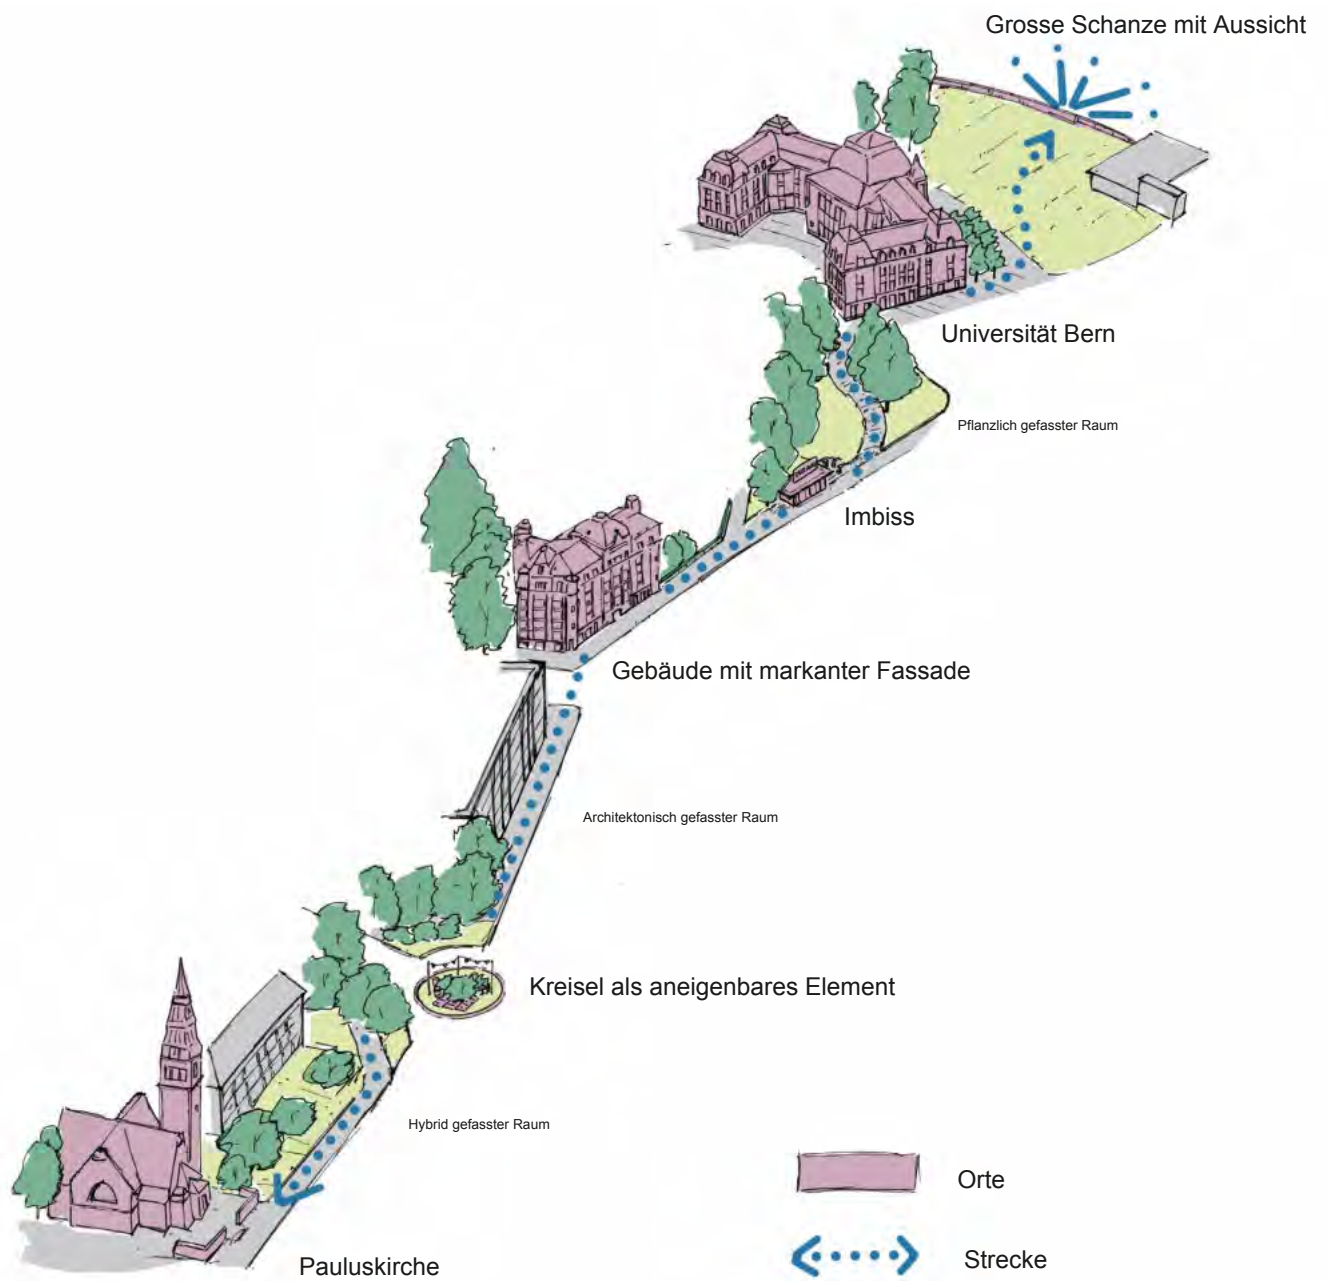 Grosse Schanze mit Aussicht
Universität Bern
Pflanzlich gefasster Raum
Imbiss
Gebäude mit markanter Fassade
Architektonisch gefasster Raum
Kreisel als aneigenbares Element
Hybrid gefasster Raum
Orte
Strecke
Pauluskirche